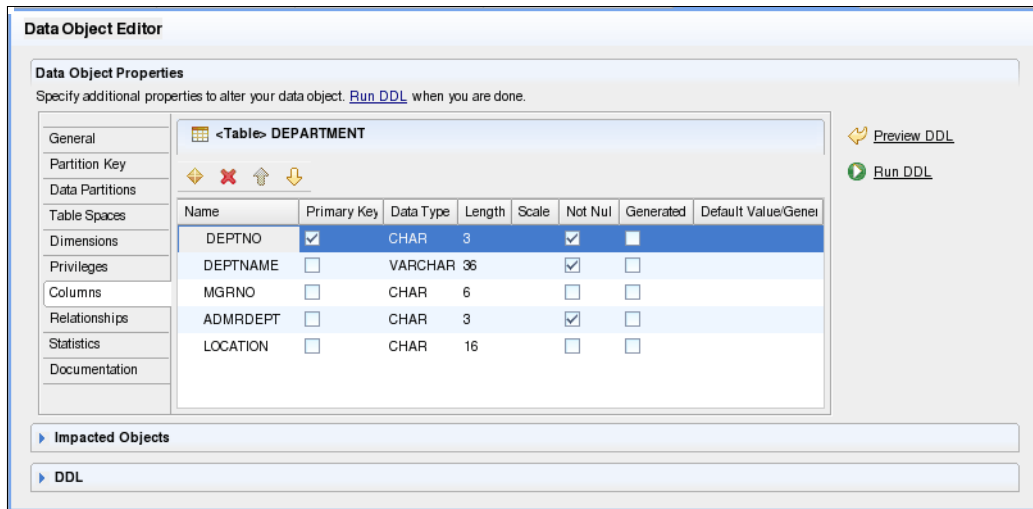 Data Object Editor
Data Object Properties
Specify additional properties to alter your data object. Run DDL when you are done.
General
Partition Key
Data Partitions
Table Spaces
Dimensions
Privileges
Columns
Relationships
Statistics
Documentation
<Table> DEPARTMENT
Name Primary Key Data Type Length Scale Not Nul Generated Default Value/Gener
DEPTNO CHAR 3
DEPTNAME VARCHAR 36
MGRNO CHAR 6
ADMRDEPT CHAR 3
LOCATION CHAR 16
Preview DDL
Run DDL
Impacted Objects
DDL